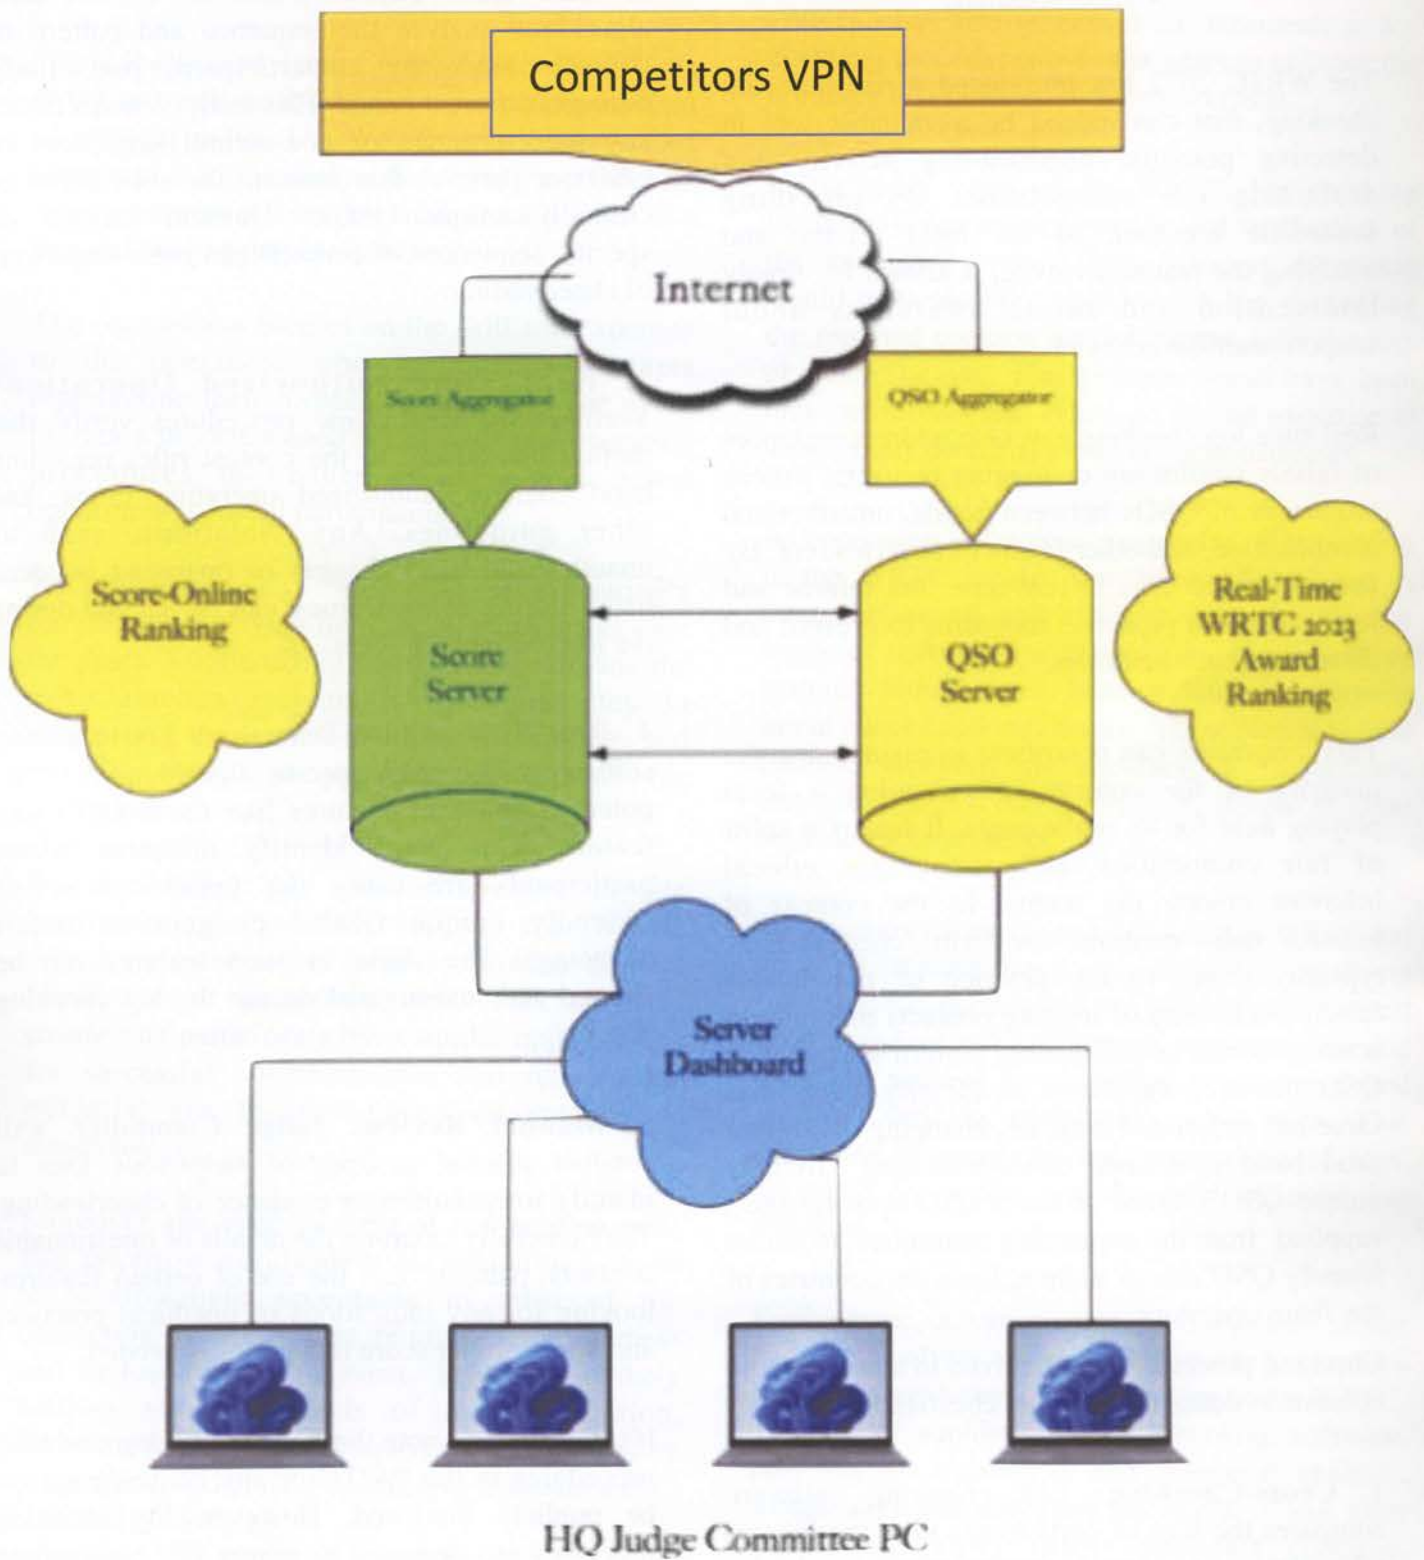 Competitors VPN
Internet
Score Aggregator
QSO Aggregator
Score-Online
Ranking
Score
Server
QSO
Server
Real-Time
WRTC 2023
Award
Ranking
Server
Dashboard
HQ Judge Committee PC